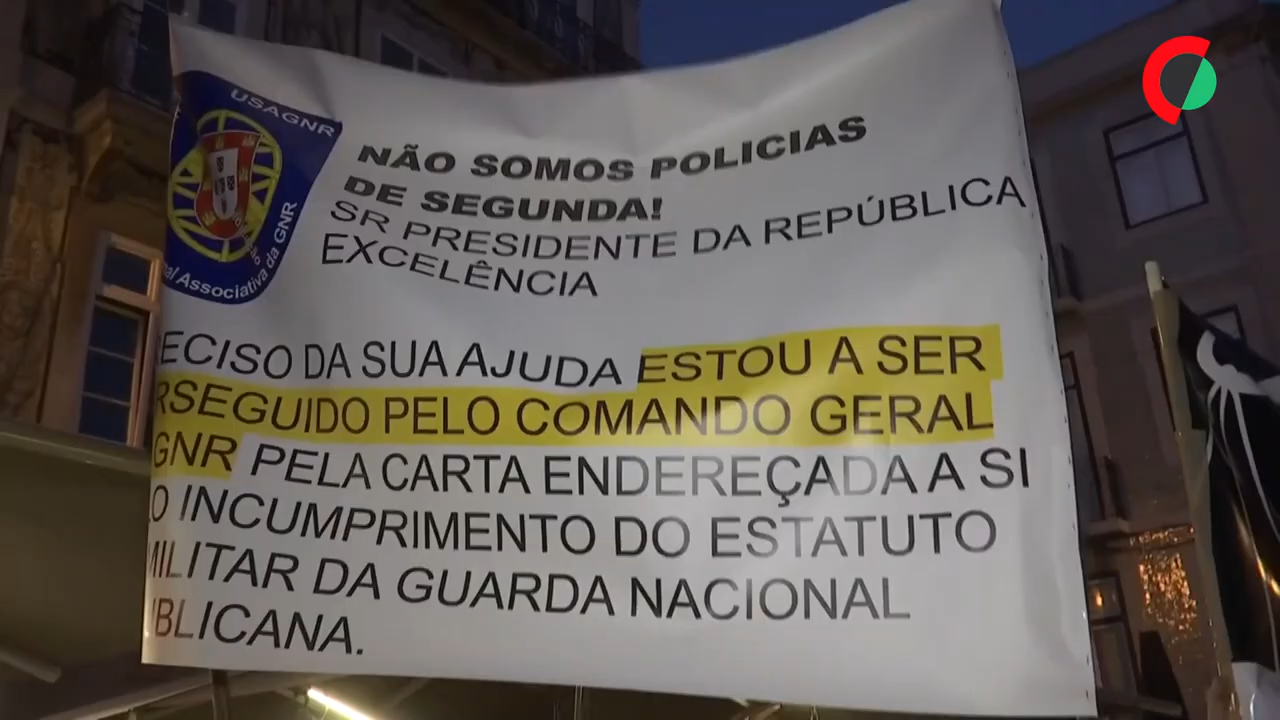 USAGNR
al Associativa da GNR
NÃO SOMOS POLICIAS
DE SEGUNDA!
SR PRESIDENTE DA REPÚBLICA
EXCELÊNCIA
ECISO DA SUA AJUDA ESTOU A SER
RSEGUIDO PELO COMANDO GERAL
GNR PELA CARTA ENDEREÇADA A SI
O INCUMPRIMENTO DO ESTATUTO
MILITAR DA GUARDA NACIONAL
BLICANA.